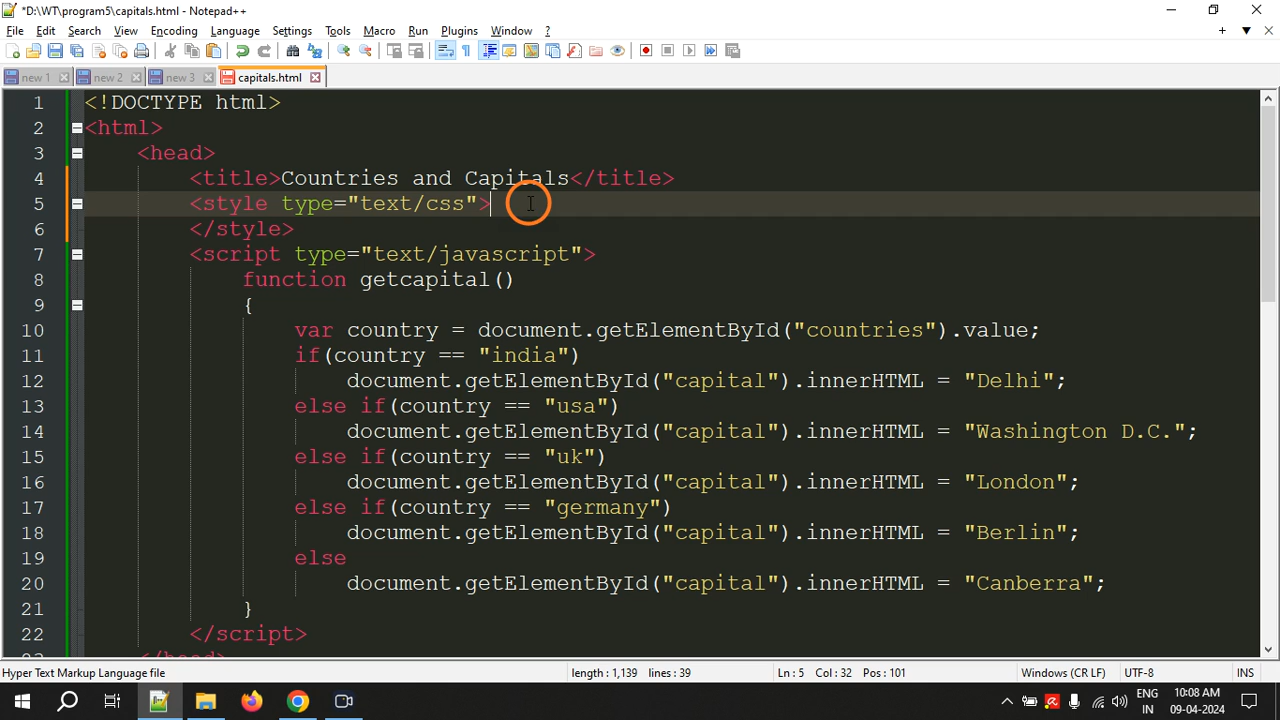 *D:\WT\program5\capitals.html - Notepad++
File Edit Search View Encoding Language Settings Tools Macro Run Plugins Window ?
new 1 new 2 new 3 capitals.html
1 <!DOCTYPE html>
2 <html>
3 <head>
4 <title>Countries and Capitals</title>
5 <style type="text/css">
6 </style>
7 <script type="text/javascript">
8 function getcapital()
9 {
10 var country = document.getElementById("countries").value;
11 if(country == "india")
12 document.getElementById("capital").innerHTML = "Delhi";
13 else if(country == "usa")
14 document.getElementById("capital").innerHTML = "Washington D.C.";
15 else if(country == "uk")
16 document.getElementById("capital").innerHTML = "London";
17 else if(country == "germany")
18 document.getElementById("capital").innerHTML = "Berlin";
19 else
20 document.getElementById("capital").innerHTML = "Canberra";
21 }
22 </script>
23 </head>
Hyper Text Markup Language file length : 1,139 lines : 39 Ln : 5 Col : 32 Pos : 101 Windows (CR LF) UTF-8 INS
ENG 10:08 AM
IN 09-04-2024